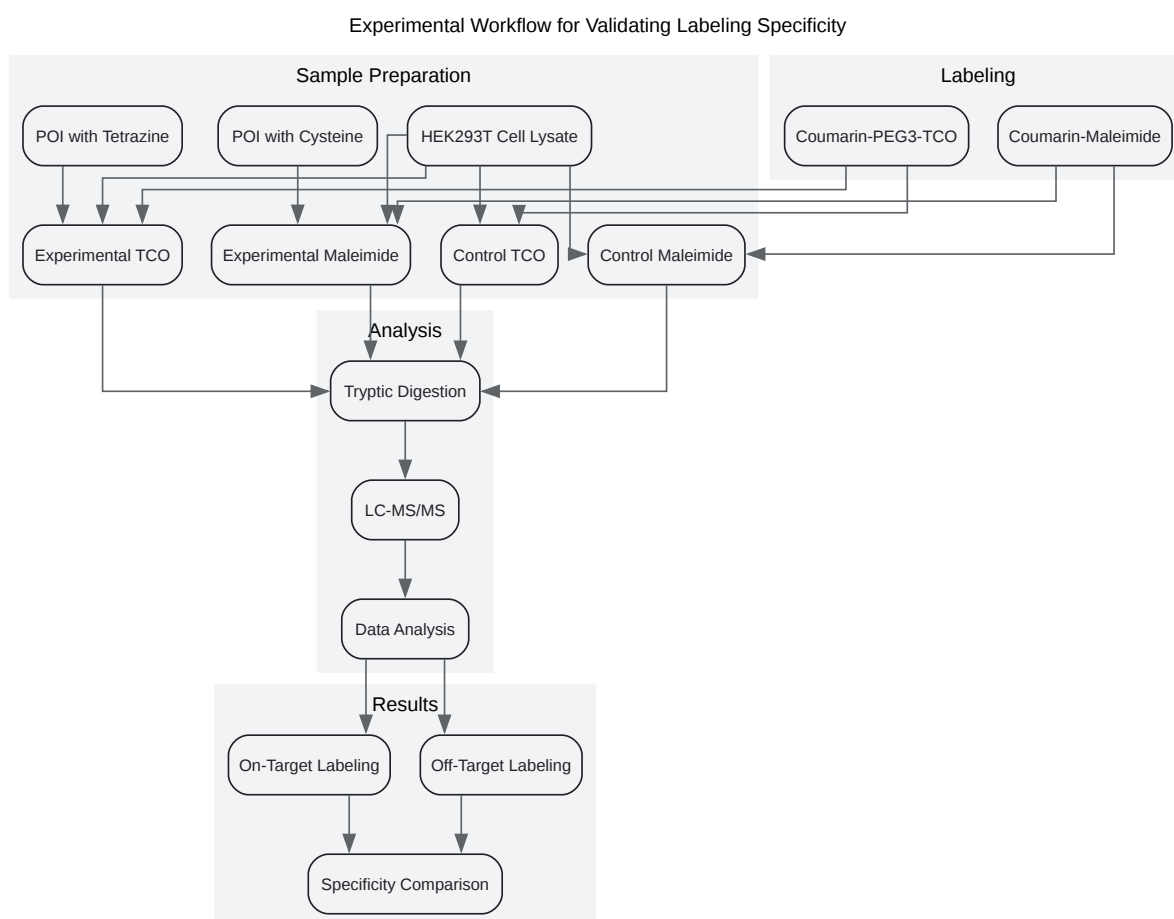 Experimental Workflow for Validating Labeling Specificity
Sample Preparation
Labeling
POI with Tetrazine
POI with Cysteine
HEK293T Cell Lysate
Coumarin-PEG3-TCO
Coumarin-Maleimide
Experimental TCO
Experimental Maleimide
Control TCO
Control Maleimide
Analysis
Tryptic Digestion
LC-MS/MS
Data Analysis
Results
On-Target Labeling
Off-Target Labeling
Specificity Comparison